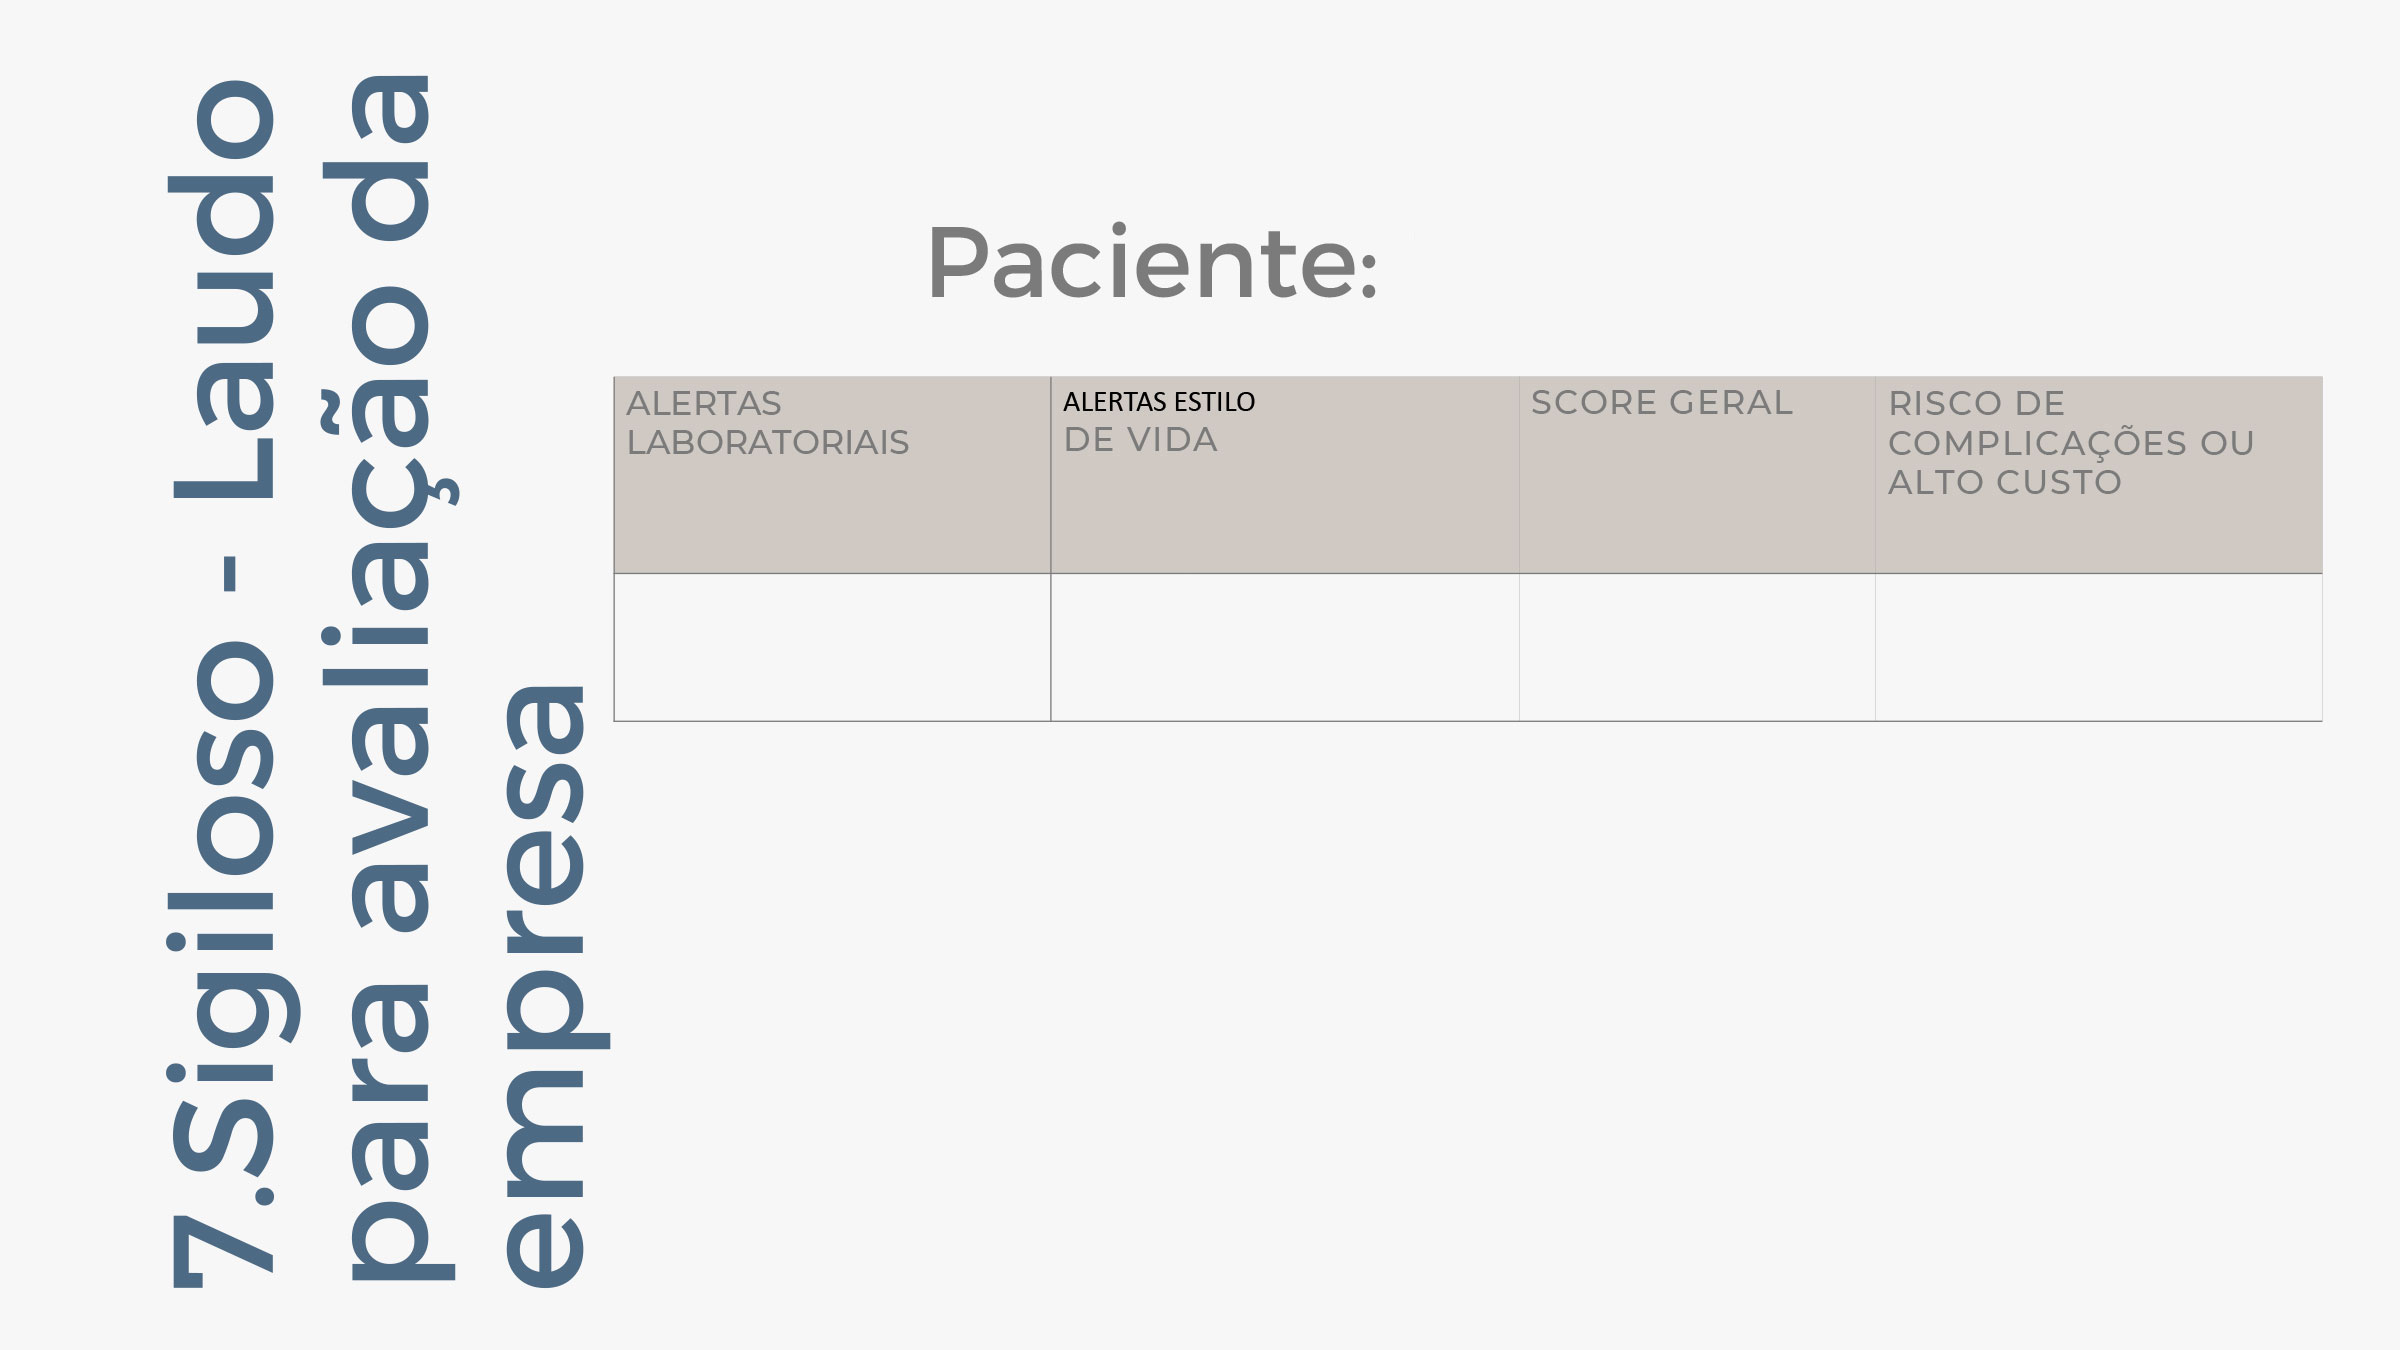 7.Sigiloso - Laudo
para avaliação da
empresa
Paciente:
ALERTAS
LABORATORIAIS
ALERTAS ESTILO
DE VIDA
SCORE GERAL
RISCO DE
COMPLICAÇÕES OU
ALTO CUSTO